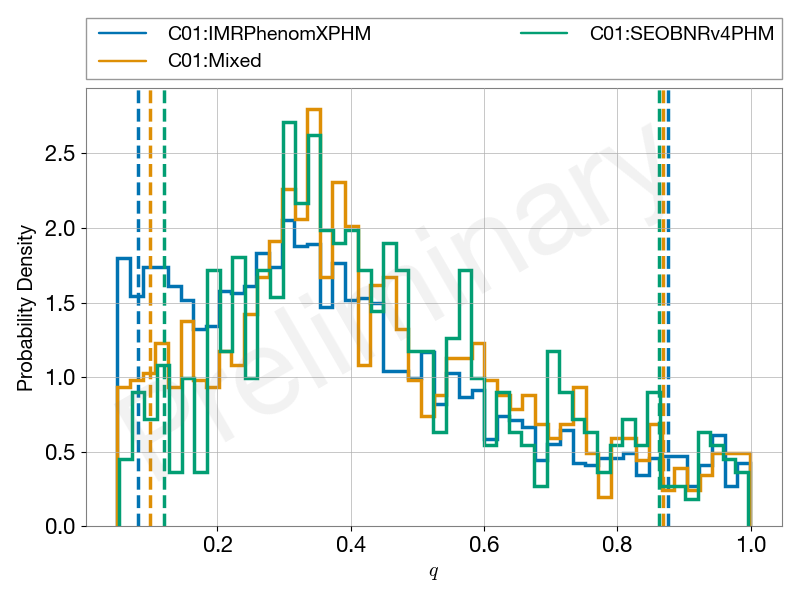 C01:IMRPhenomXPHM
C01:Mixed
C01:SEOBNRv4PHM
Preliminary
Probability Density
2.5
2.0
1.5
1.0
0.5
0.0
0.2 0.4 0.6 0.8 1.0
q